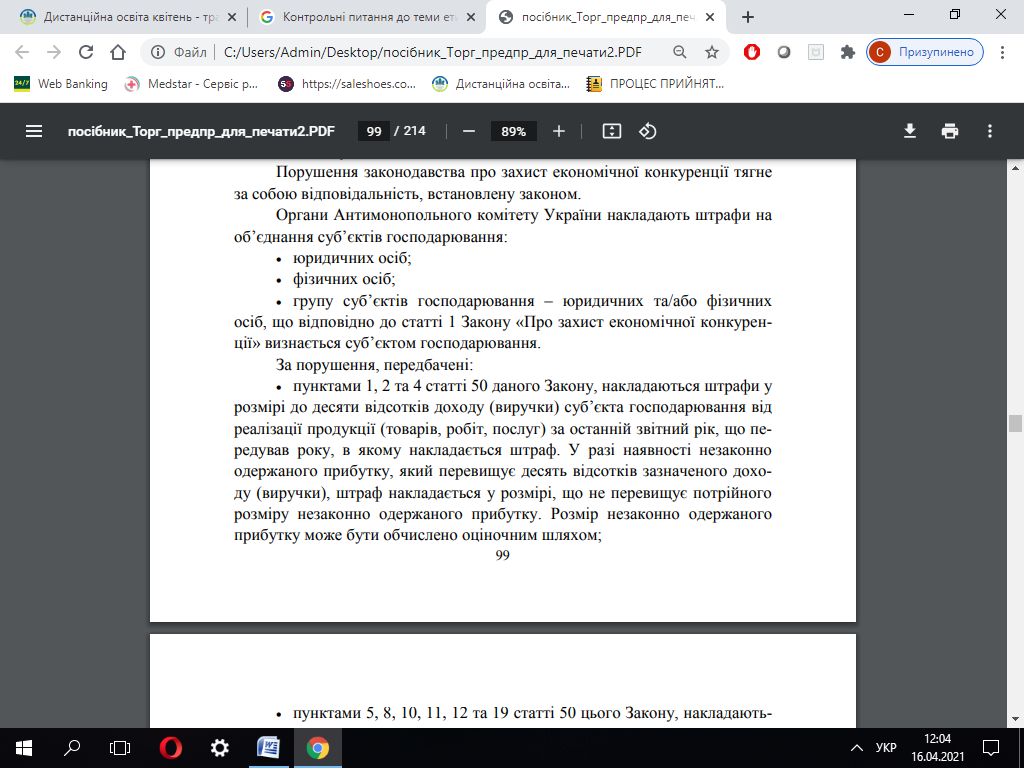 Дистанційна освіта квітень - тра
Контрольні питання до теми ет
посібник_Торг_предпр_для_печ
Файл
C:/Users/Admin/Desktop/посібник_Торг_предпр_для_печати2.PDF
C
Призупинено
24/7 Web Banking
Medstar - Сервіс р...
SS https://saleshoes.co...
Дистанційна освіта...
ПРОЦЕС ПРИЙНЯТ...
посібник_Торг_предпр_для_печати2.PDF
99 / 214
89%
Порушення законодавства про захист економічної конкуренції тягне
за собою відповідальність, встановлену законом.
Органи Антимонопольного комітету України накладають штрафи на
об’єднання суб’єктів господарювання:
• юридичних осіб;
• фізичних осіб;
• групу суб’єктів господарювання – юридичних та/або фізичних
осіб, що відповідно до статті 1 Закону «Про захист економічної конкурен-
ції» визнається суб’єктом господарювання.
За порушення, передбачені:
• пунктами 1, 2 та 4 статті 50 даного Закону, накладаються штрафи у
розмірі до десяти відсотків доходу (виручки) суб’єкта господарювання від
реалізації продукції (товарів, робіт, послуг) за останній звітний рік, що пе-
редував року, в якому накладається штраф. У разі наявності незаконно
одержаного прибутку, який перевищує десять відсотків зазначеного дохо-
ду (виручки), штраф накладається у розмірі, що не перевищує потрійного
розміру незаконно одержаного прибутку. Розмір незаконно одержаного
прибутку може бути обчислено оціночним шляхом;
99
• пунктами 5, 8, 10, 11, 12 та 19 статті 50 цього Закону, накладають-
УКР
12:04
16.04.2021